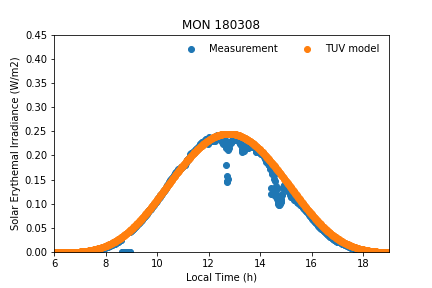 MON 180308
Measurement
TUV model
Solar Erythemal Irradiance (W/m2)
0.45
0.40
0.35
0.30
0.25
0.20
0.15
0.10
0.05
0.00
6 8 10 12 14 16 18
Local Time (h)